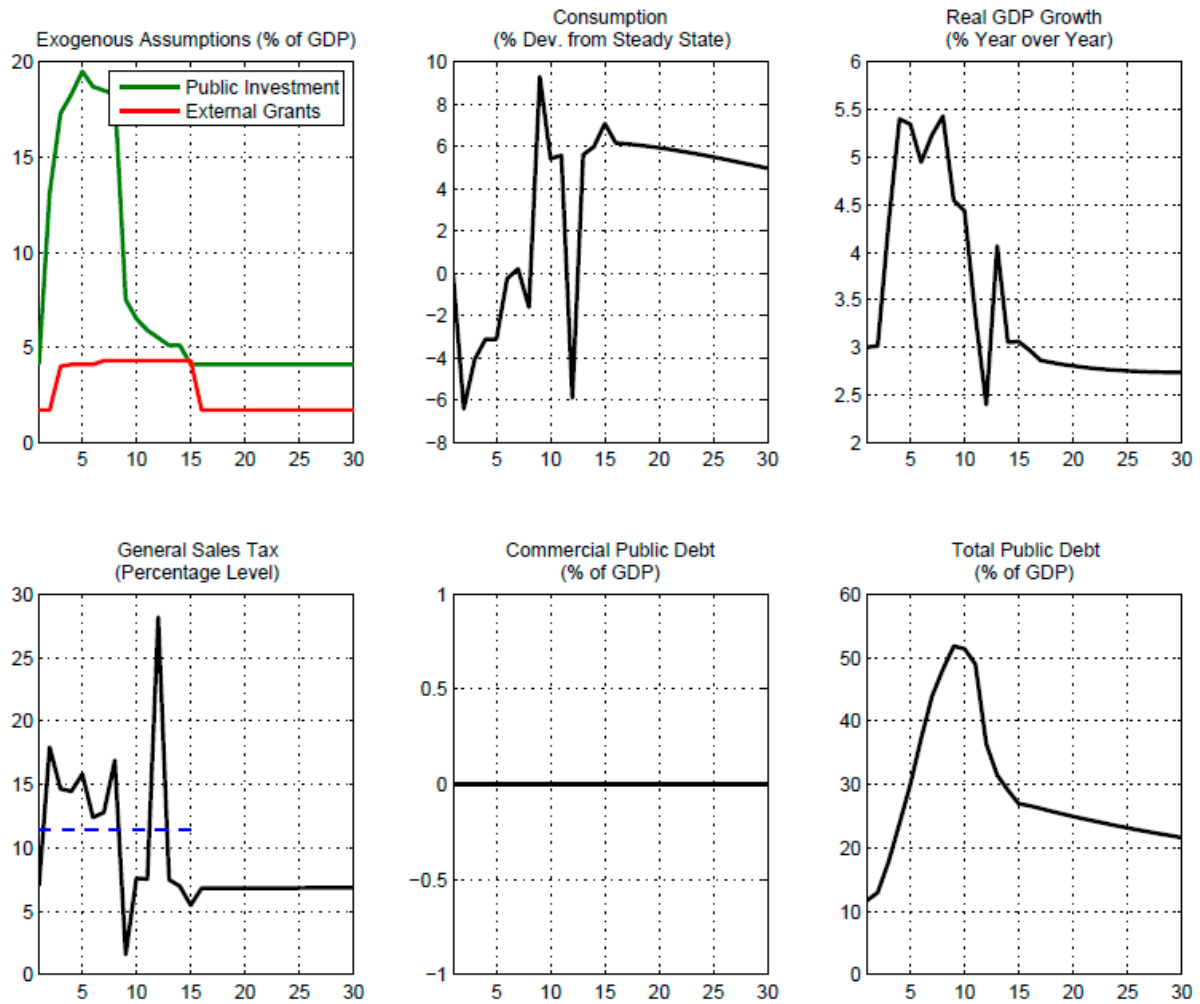 Exogenous Assumptions (% of GDP)
Public Investment
External Grants
20
15
10
5
0
5 10 15 20 25 30
Consumption
(% Dev. from Steady State)
10
8
6
4
2
0
−2
−4
−6
−8
5 10 15 20 25 30
Real GDP Growth
(% Year over Year)
6
5.5
5
4.5
4
3.5
3
2.5
2
5 10 15 20 25 30
General Sales Tax
(Percentage Level)
30
25
20
15
10
5
0
5 10 15 20 25 30
Commercial Public Debt
(% of GDP)
1
0.5
0
−0.5
−1
5 10 15 20 25 30
Total Public Debt
(% of GDP)
60
50
40
30
20
10
0
5 10 15 20 25 30